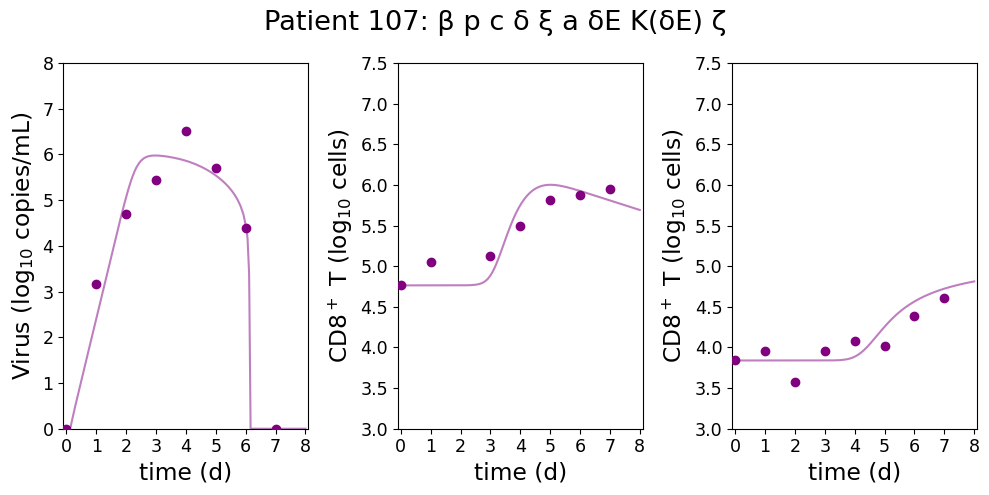 Patient 107: β p c δ ξ a δE K(δE) ζ
Virus (log10 copies/mL)
8
7
6
5
4
3
2
1
0
0 1 2 3 4 5 6 7 8
time (d)
CD8+ T (log10 cells)
7.5
7.0
6.5
6.0
5.5
5.0
4.5
4.0
3.5
3.0
0 1 2 3 4 5 6 7 8
time (d)
CD8+ T (log10 cells)
7.5
7.0
6.5
6.0
5.5
5.0
4.5
4.0
3.5
3.0
0 1 2 3 4 5 6 7 8
time (d)